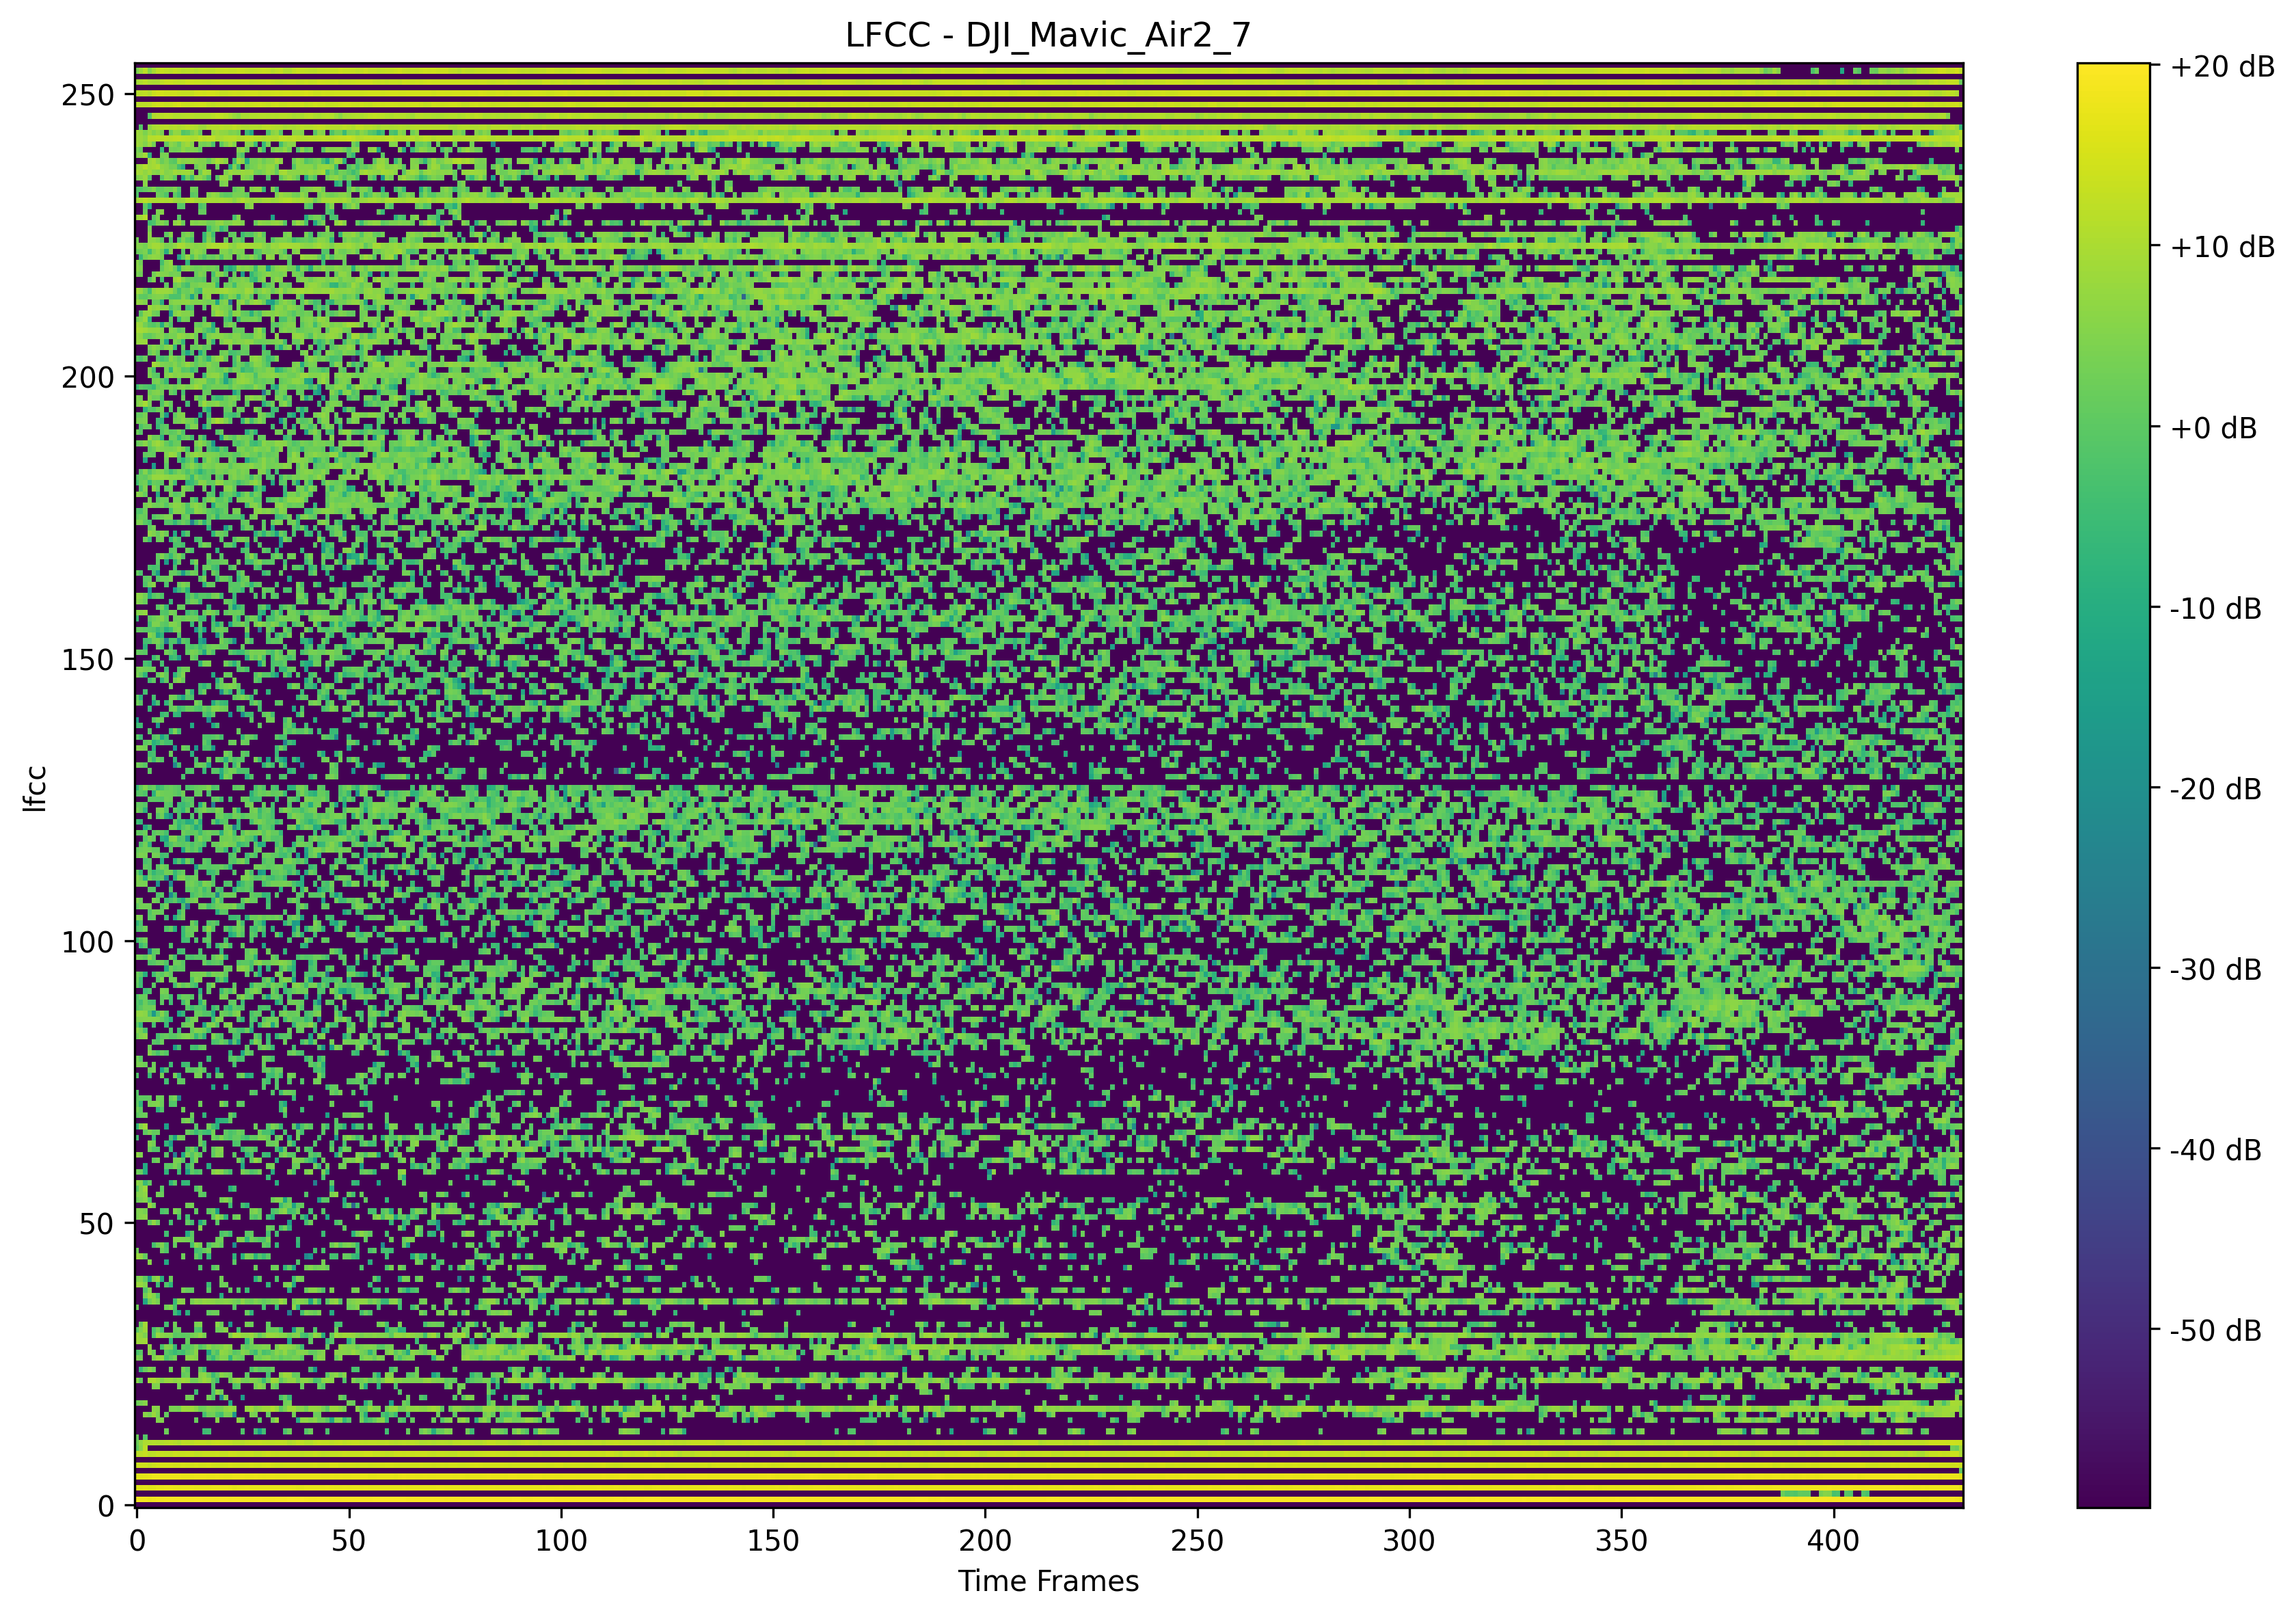 LFCC - DJI_Mavic_Air2_7
250
200
150
100
50
0
lfcc
0 50 100 150 200 250 300 350 400
Time Frames
+20 dB
+10 dB
+0 dB
-10 dB
-20 dB
-30 dB
-40 dB
-50 dB